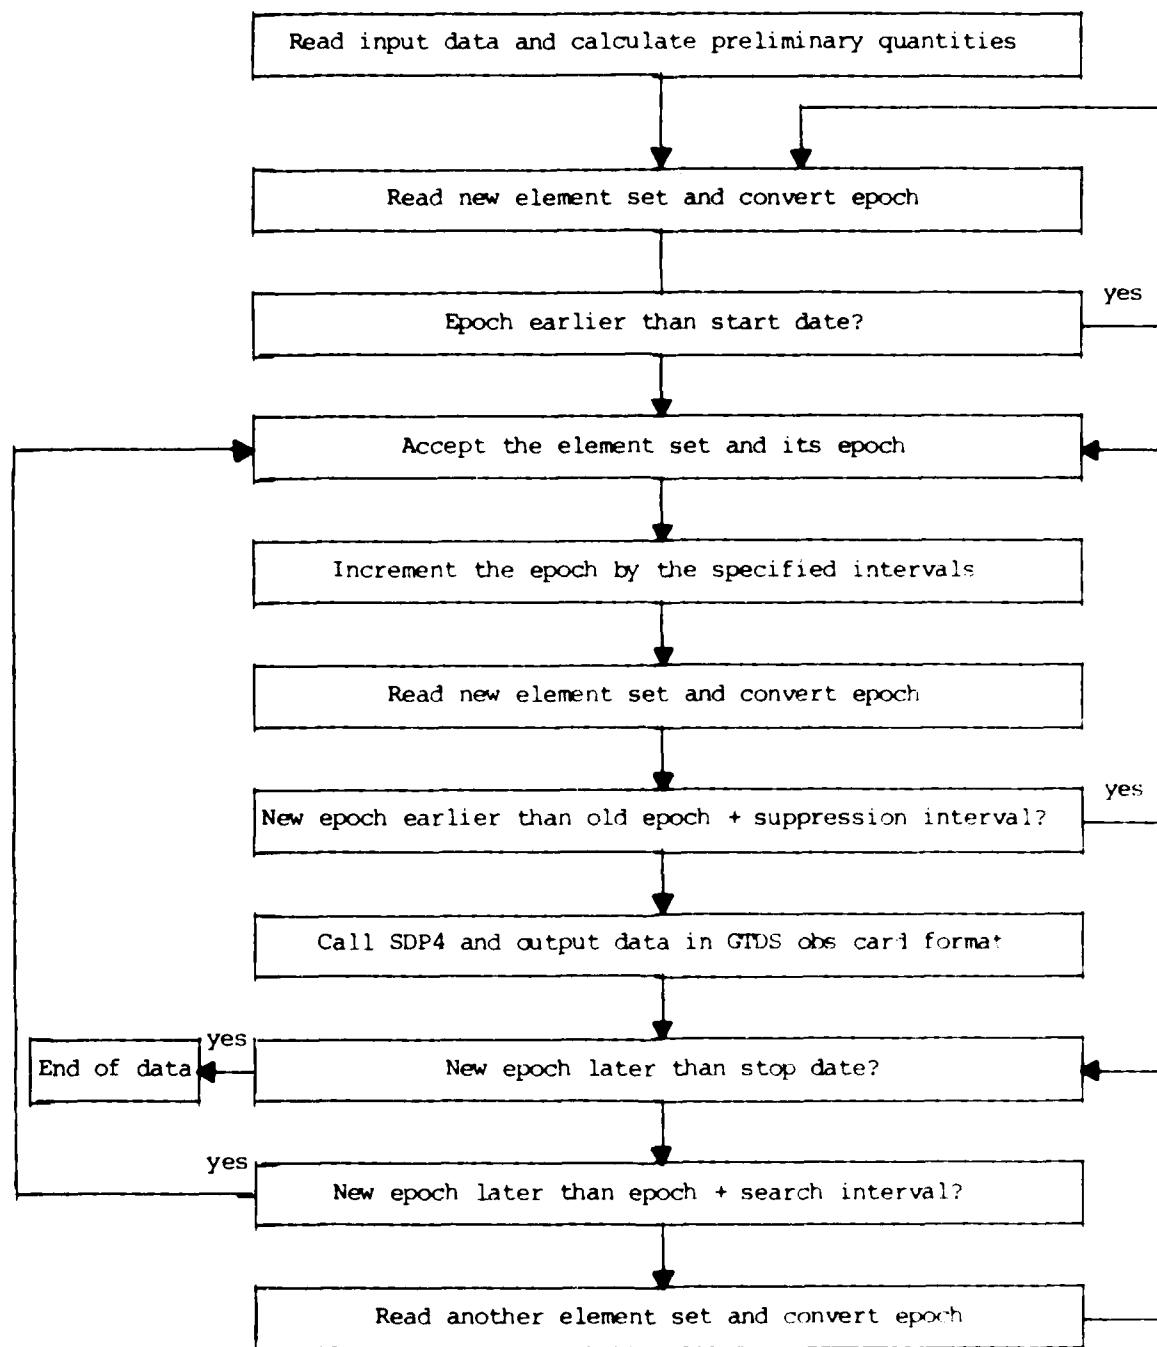 Read input data and calculate preliminary quantities
Read new element set and convert epoch
yes
Epoch earlier than start date?
Accept the element set and its epoch
Increment the epoch by the specified intervals
Read new element set and convert epoch
yes
New epoch earlier than old epoch + suppression interval?
Call SDP4 and output data in GTDS obs card format
yes
End of data
New epoch later than stop date?
yes
New epoch later than epoch + search interval?
Read another element set and convert epoch